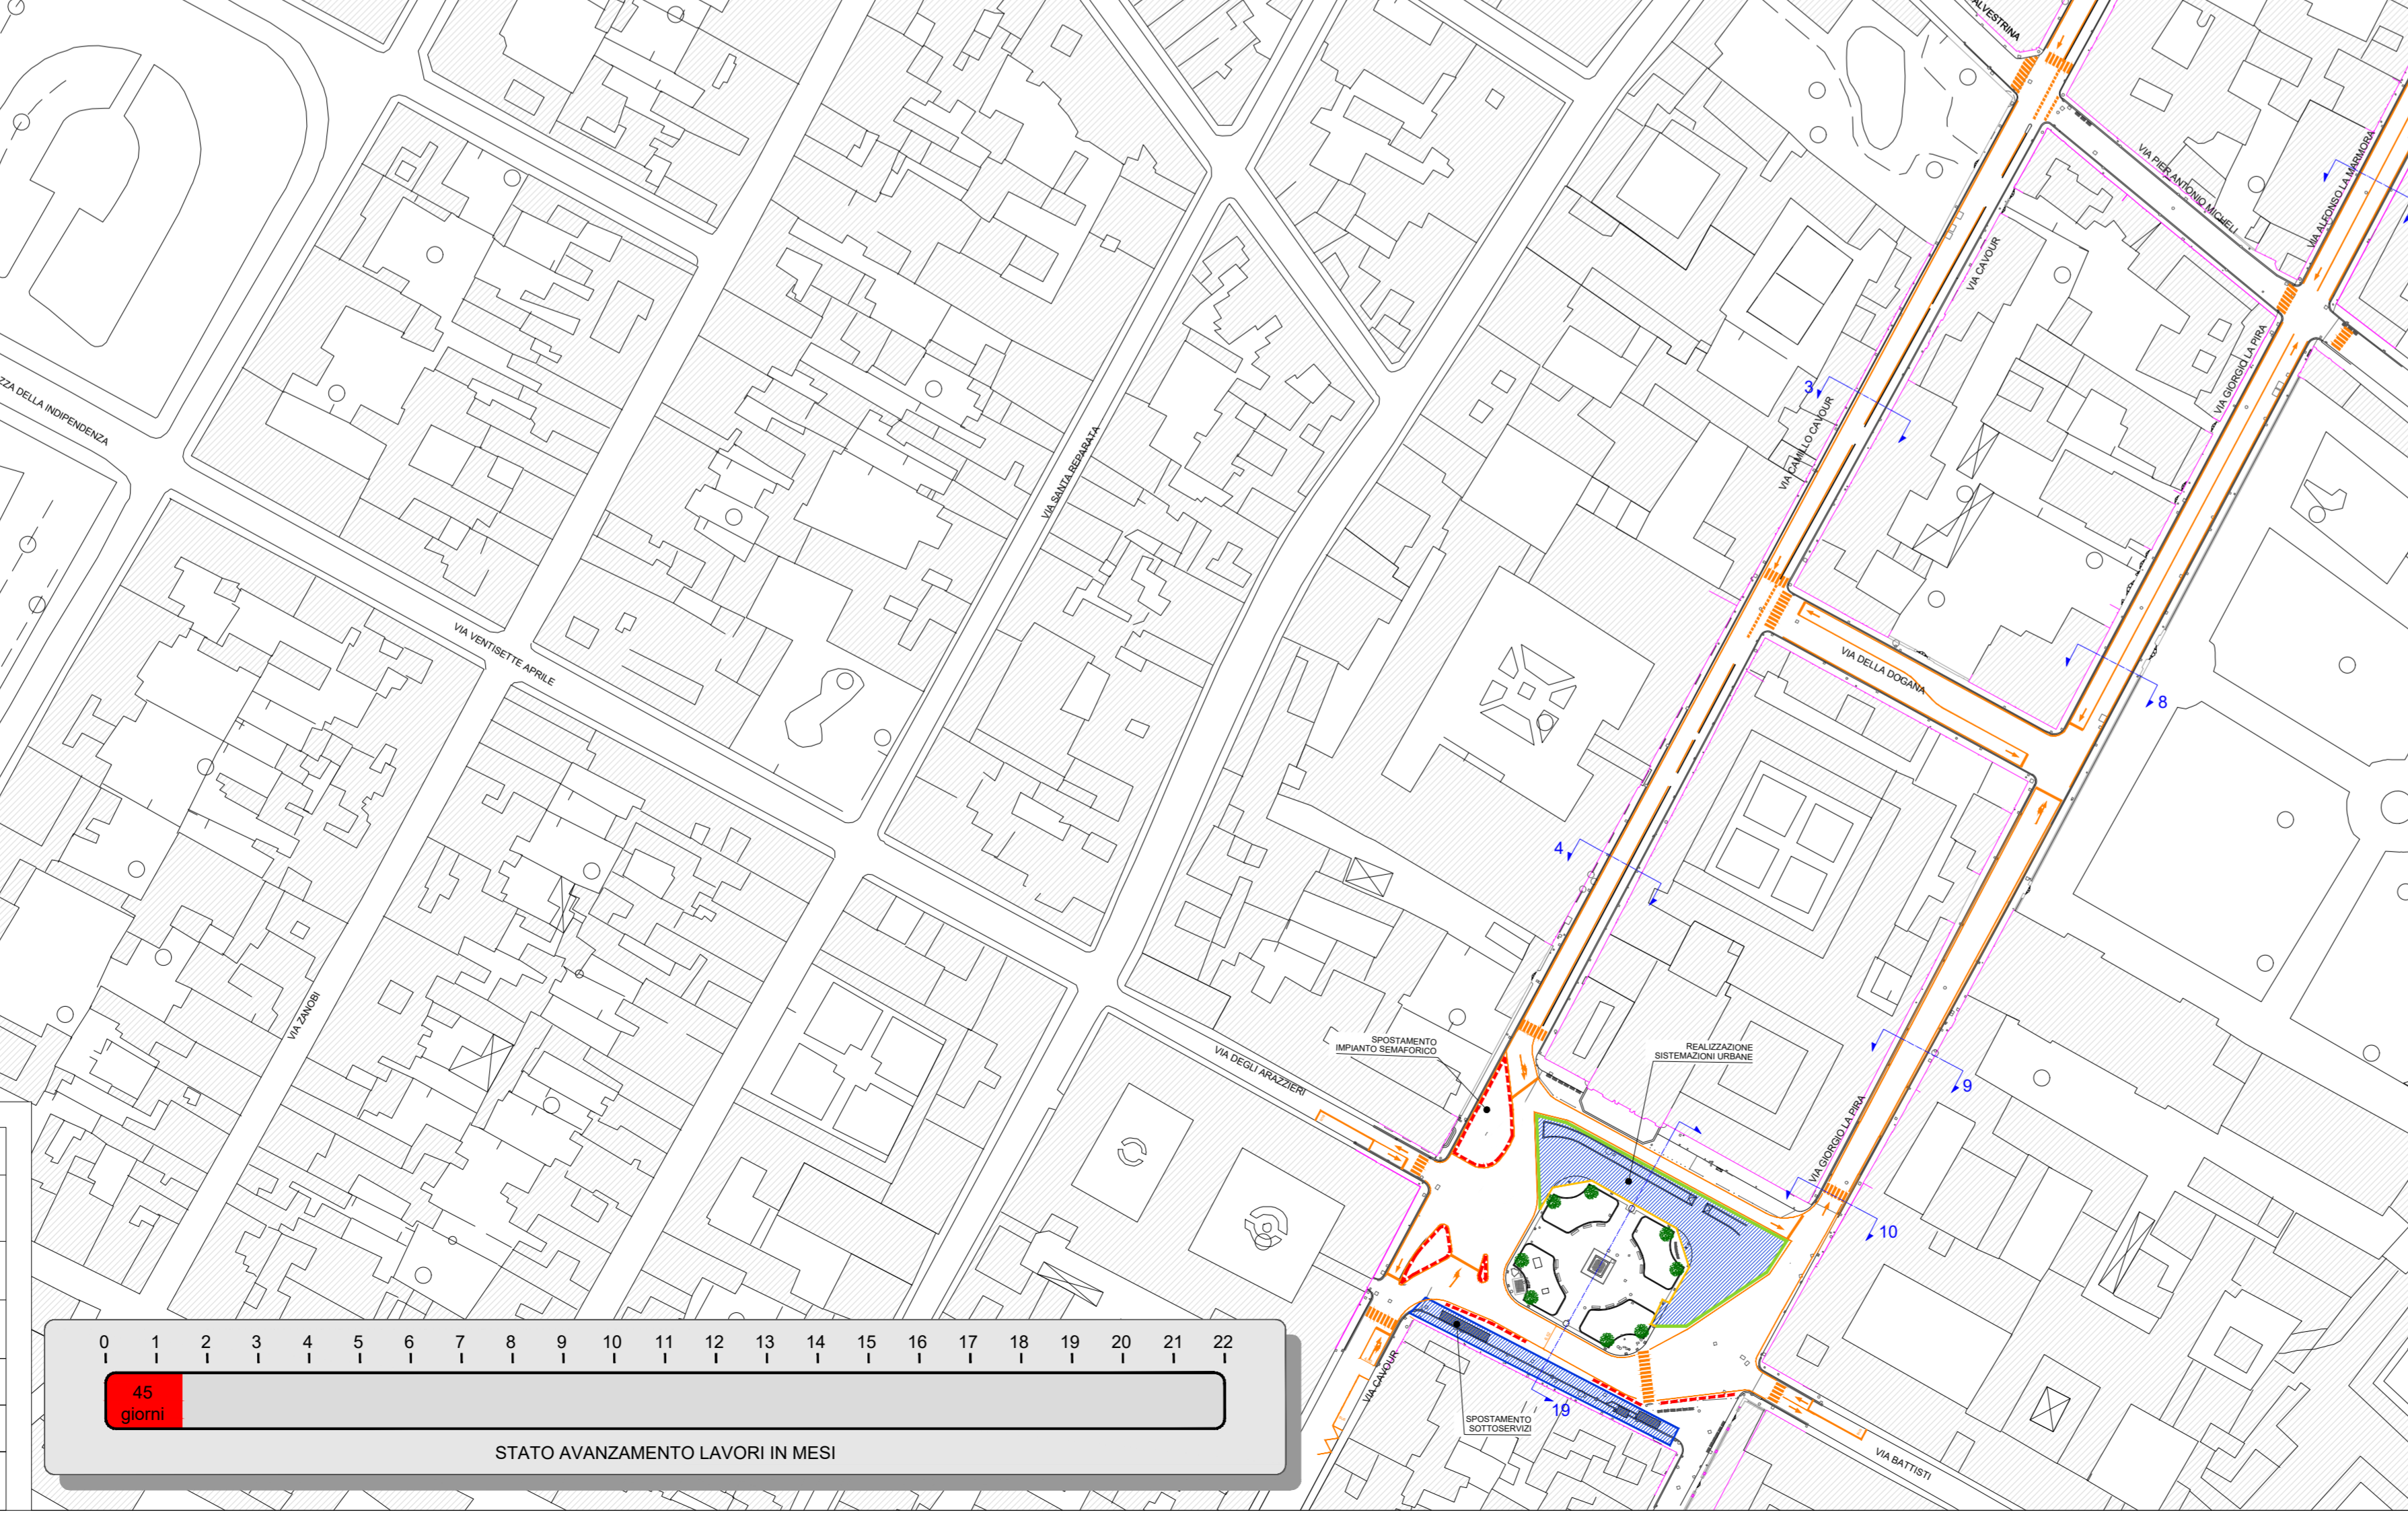 ALVESTRINA
VIA PIER ANTONIO MICHELI
VIA ALFONSO LA MARMORA
VIA CAVOUR
VIA GIORGIO LA PIRA
ZZA DELLA INDIPENDENZA
3
VIA CAMILLO CAVOUR
VIA SANTA REPARATA
VIA VENTISETTE APRILE
VIA DELLA DOGANA
8
4
VIA ZANOBI
SPOSTAMENTO
IMPIANTO SEMAFORICO
REALIZZAZIONE
SISTEMAZIONI URBANE
VIA DEGLI ARAZZIERI
9
VIA GIORGIO LA PIRA
10
VIA CAVOUR
19
SPOSTAMENTO
SOTTOSERVIZI
VIA BATTISTI
0 1 2 3 4 5 6 7 8 9 10 11 12 13 14 15 16 17 18 19 20 21 22
45
giorni
STATO AVANZAMENTO LAVORI IN MESI